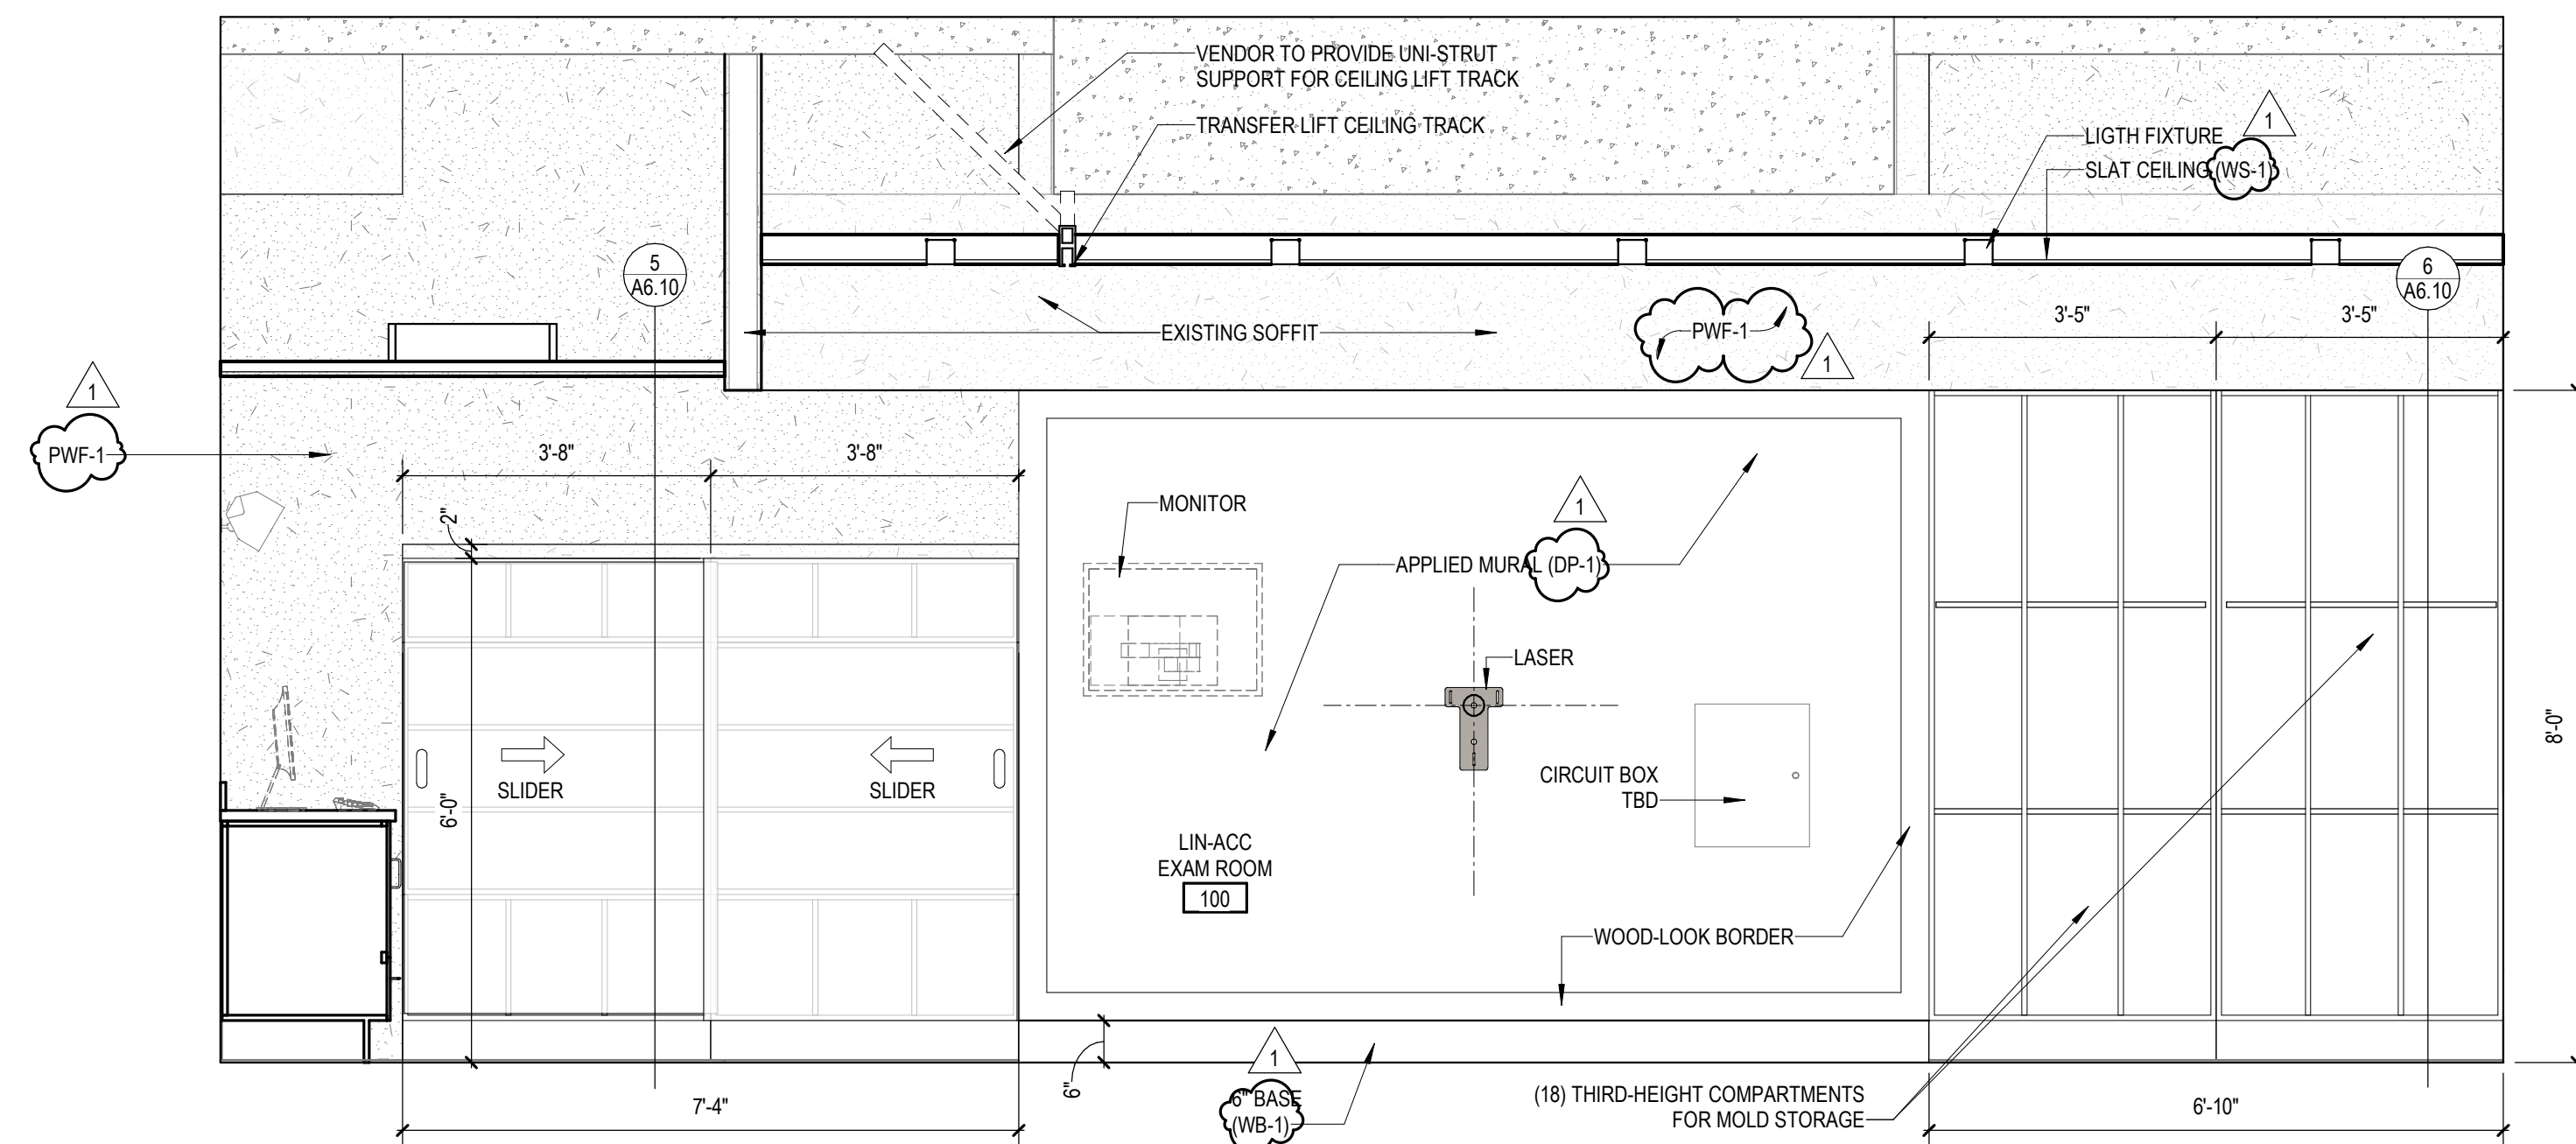 VENDOR TO PROVIDE UNI-STRUT
SUPPORT FOR CEILING LIFT TRACK
TRANSFER LIFT CEILING TRACK
1
LIGTH FIXTURE
SLAT CEILING (WS-1)
5
A6.10
6
A6.10
EXISTING SOFFIT
PWF-1
1
3'-5"
3'-5"
1
PWF-1
3'-8"
3'-8"
2"
MONITOR
1
APPLIED MURAL (DP-1)
LASER
8'-0"
SLIDER
SLIDER
6'-0"
CIRCUIT BOX
TBD
LIN-ACC
EXAM ROOM
100
WOOD-LOOK BORDER
6"
1
6" BASE
(WB-1)
(18) THIRD-HEIGHT COMPARTMENTS
FOR MOLD STORAGE
7'-4"
6'-10"